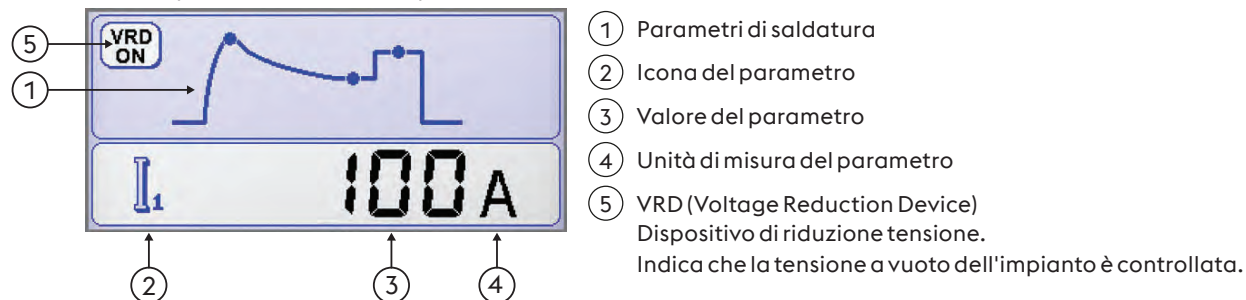 5
VRD
ON
1
I1
100 A
2
3
4
1 Parametri di saldatura
2 Icona del parametro
3 Valore del parametro
4 Unità di misura del parametro
5 VRD (Voltage Reduction Device)
Dispositivo di riduzione tensione.
Indica che la tensione a vuoto dell'impianto è controllata.